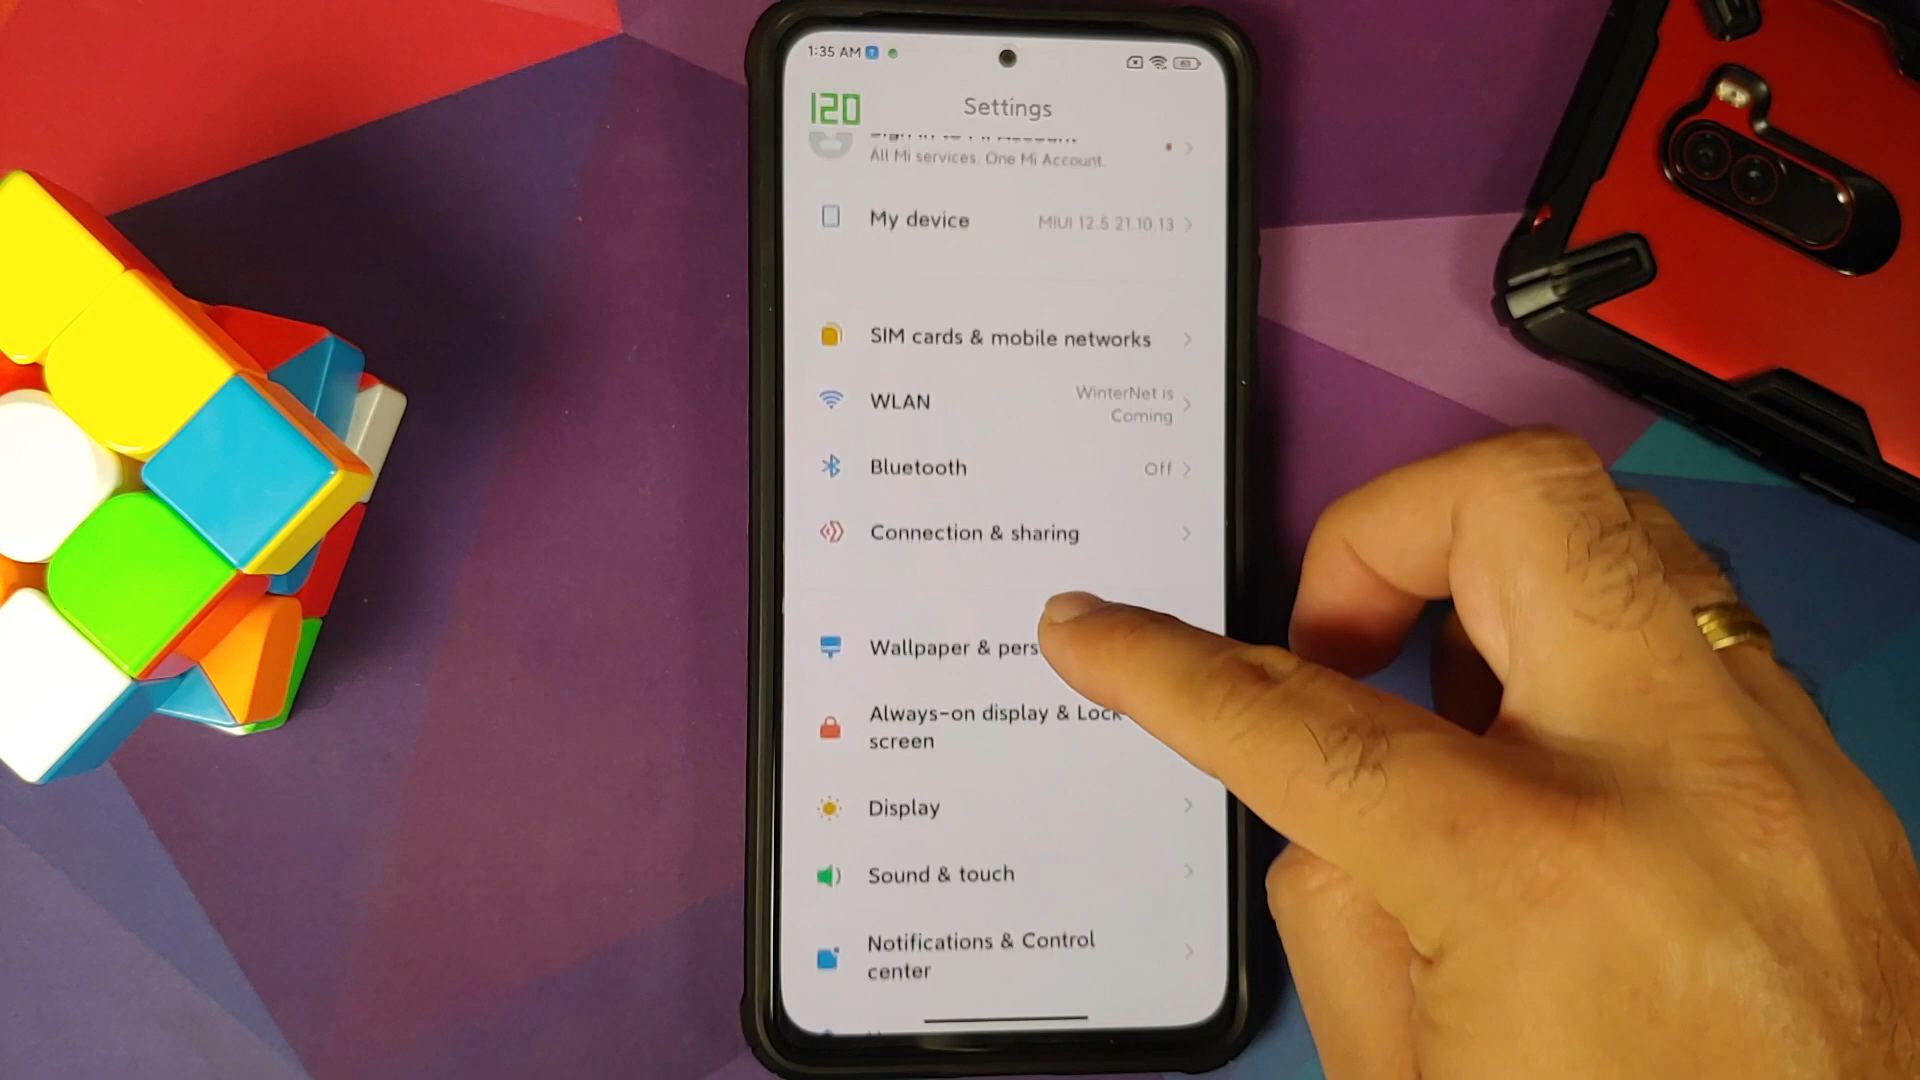 1:35 AM
120
Settings
All Mi services. One Mi Account.
My device
MIUI 12.5 21.10.13
SIM cards & mobile networks
WLAN
WinterNet is
Coming
Bluetooth
Off
Connection & sharing
Wallpaper & pers
Always-on display & Lock
screen
Display
Sound & touch
Notifications & Control
center